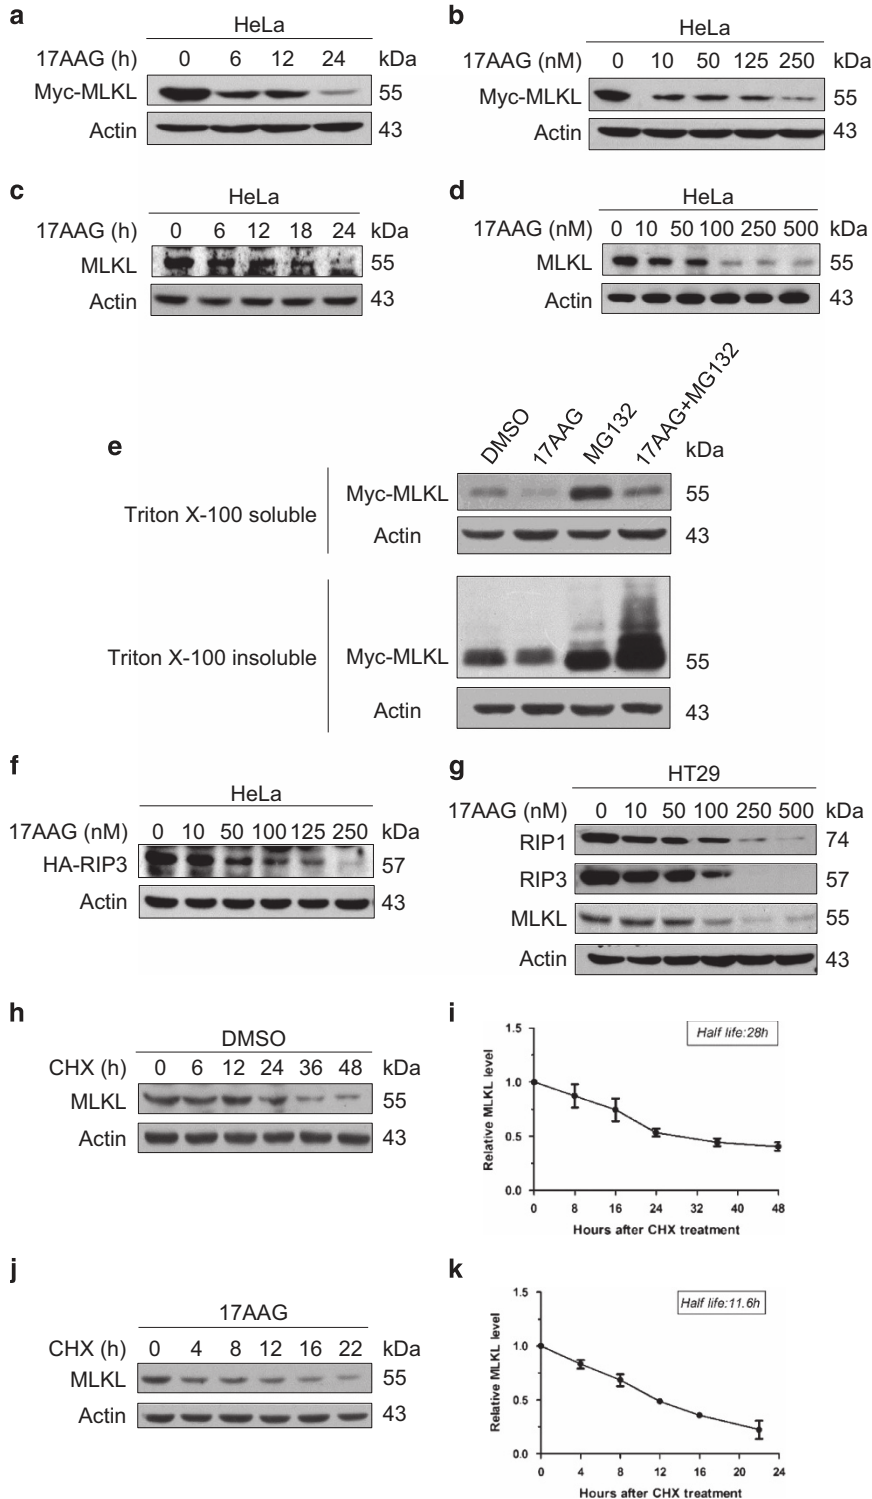 a
HeLa
17AAG (h) 0 6 12 24 kDa
Myc-MLKL 55
Actin 43
b
HeLa
17AAG (nM) 0 10 50 125 250 kDa
Myc-MLKL 55
Actin 43
c
HeLa
17AAG (h) 0 6 12 18 24 kDa
MLKL 55
Actin 43
d
HeLa
17AAG (nM) 0 10 50 100 250 500 kDa
MLKL 55
Actin 43
e
DMSO 17AAG MG132 17AAG+MG132 kDa
Triton X-100 soluble
Myc-MLKL 55
Actin 43
Triton X-100 insoluble
Myc-MLKL 55
Actin 43
f
HeLa
17AAG (nM) 0 10 50 100 125 250 kDa
HA-RIP3 57
Actin 43
g
HT29
17AAG (nM) 0 10 50 100 250 500 kDa
RIP1 74
RIP3 57
MLKL 55
Actin 43
h
DMSO
CHX (h) 0 6 12 24 36 48 kDa
MLKL 55
Actin 43
i
Half life:28h
Relative MLKL level
1.5
1.0
0.5
0.0
0 8 16 24 32 40 48
Hours after CHX treatment
j
17AAG
CHX (h) 0 4 8 12 16 22 kDa
MLKL 55
Actin 43
k
Half life:11.6h
Relative MLKL level
1.5
1.0
0.5
0.0
0 4 8 12 16 20 24
Hours after CHX treatment